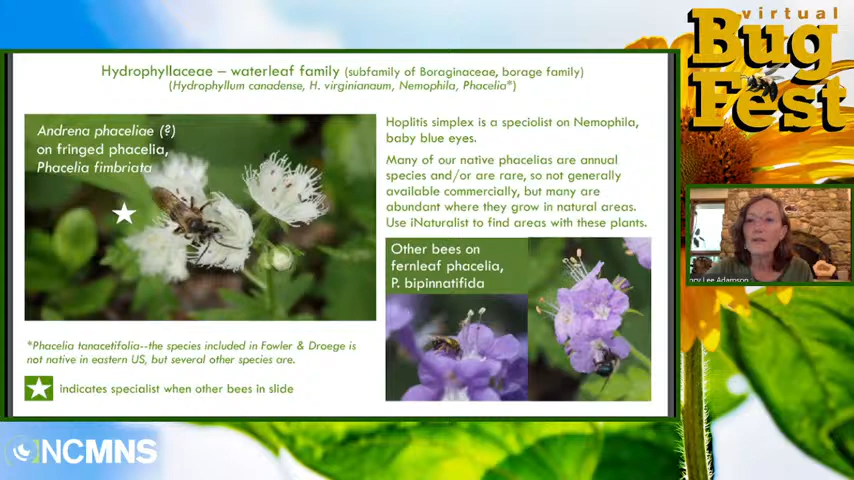 virtual
Bug
Fest
Hydrophyllaceae – waterleaf family (subfamily of Boraginaceae, borage family)
(Hydrophyllum canadense, H. virginianaum, Nemophila, Phacelia*)
Andrena phaceliae (?)
on fringed phacelia,
Phacelia fimbriata
Hoplitis simplex is a speciolist on Nemophila,
baby blue eyes.
Many of our native phacelias are annual
species and/or are rare, so not generally
available commercially, but many are
abundant where they grow in natural areas.
Use iNaturalist to find areas with these plants.
Other bees on
fernleaf phacelia,
P. bipinnatifida
Lee Adamson
*Phacelia tanacetifolia--the species included in Fowler & Droege is
not native in eastern US, but several other species are.
indicates specialist when other bees in slide
NCMNS